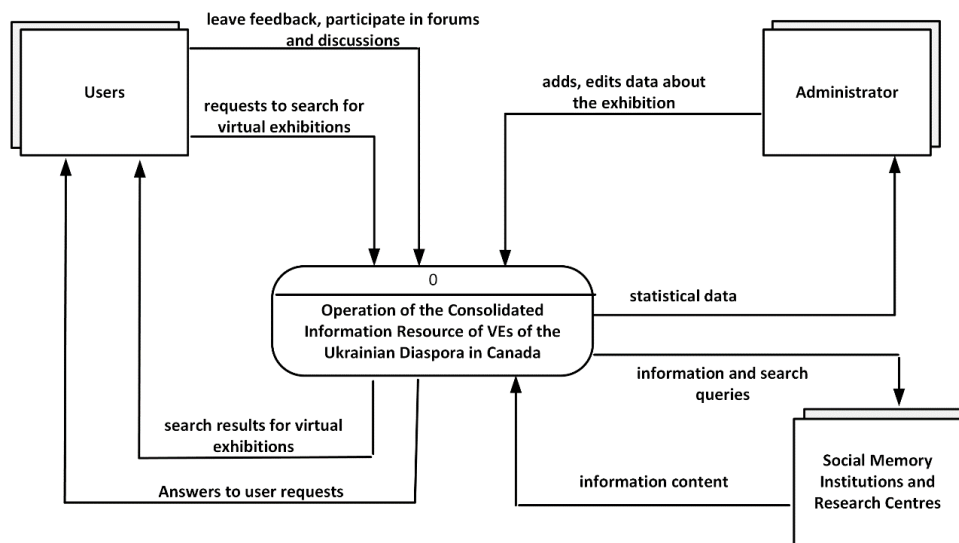 leave feedback, participate in forums
and discussions
Users
requests to search for
virtual exhibitions
adds, edits data about
the exhibition
Administrator
0
Operation of the Consolidated
Information Resource of VEs of the
Ukrainian Diaspora in Canada
statistical data
information and search
queries
search results for virtual
exhibitions
Answers to user requests
information content
Social Memory
Institutions and
Research Centres